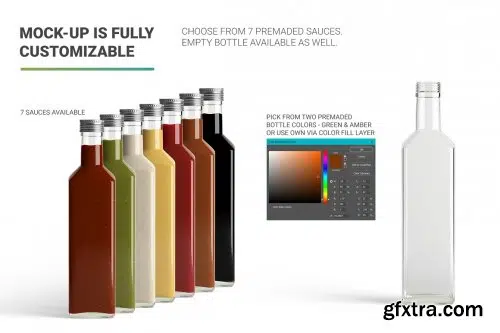 MOCK-UP IS FULLY
CUSTOMIZABLE
CHOOSE FROM 7 PREMADED SAUCES.
EMPTY BOTTLE AVAILABLE AS WELL.
7 SAUCES AVAILABLE
PICK FROM TWO PREMADED
BOTTLE COLORS - GREEN & AMBER
OR USE OWN VIA COLOR FILL LAYER
gfxtra.com